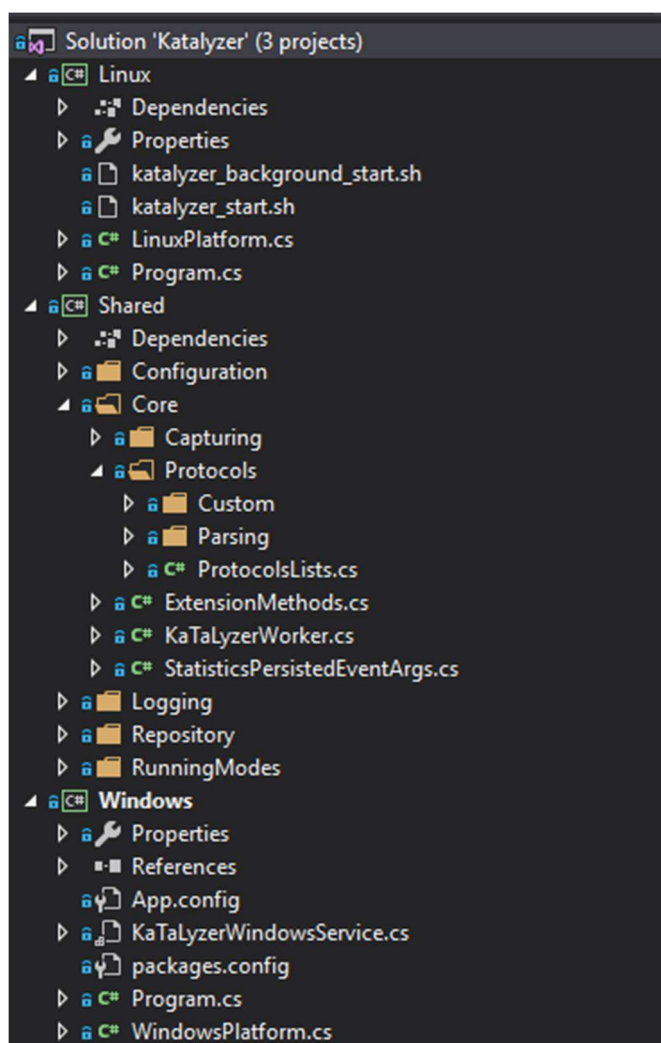 Solution 'Katalyzer' (3 projects)
C# Linux
Dependencies
Properties
katalyzer_background_start.sh
katalyzer_start.sh
C# LinuxPlatform.cs
C# Program.cs
C# Shared
Dependencies
Configuration
Core
Capturing
Protocols
Custom
Parsing
C# ProtocolsLists.cs
C# ExtensionMethods.cs
C# KaTaLyzerWorker.cs
C# StatisticsPersistedEventArgs.cs
Logging
Repository
RunningModes
C# Windows
Properties
References
App.config
KaTaLyzerWindowsService.cs
packages.config
C# Program.cs
C# WindowsPlatform.cs